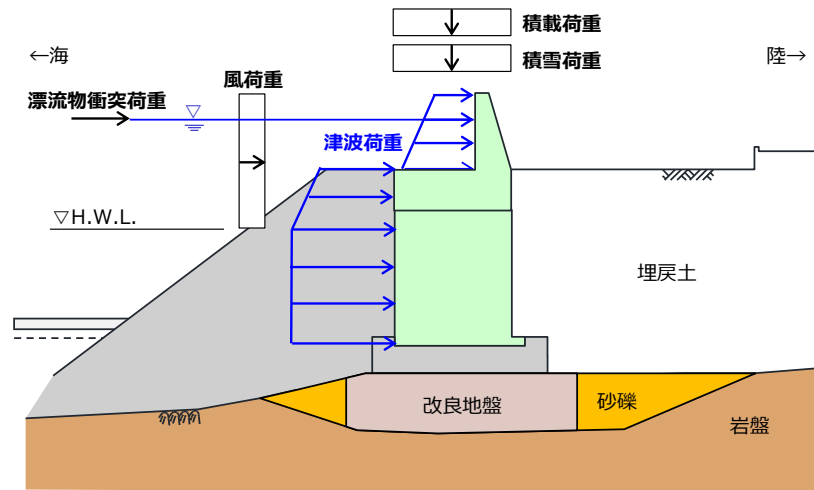 積載荷重
←海
陸→
積雪荷重
風荷重
漂流物衝突荷重
▽
津波荷重
▽H.W.L.
埋戻土
改良地盤
砂礫
岩盤